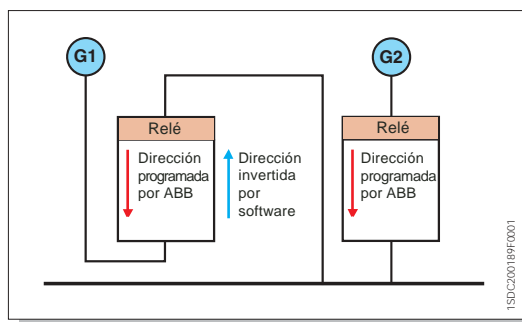 G1
G2
Relé
Dirección
programada
por ABB
Dirección
invertida
por
software
Relé
Dirección
programada
por ABB
1SDC200189F0001